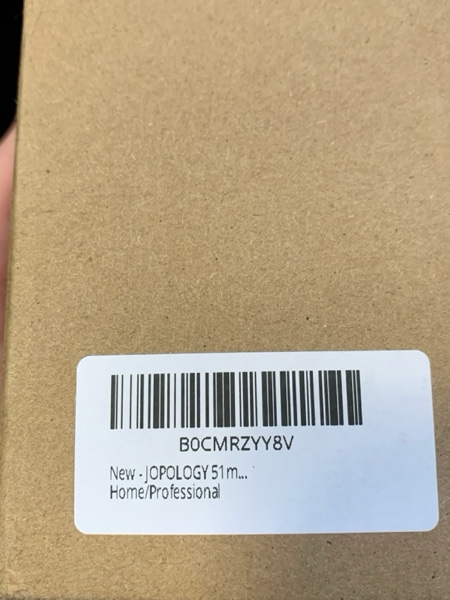 B0CMRZYY8V
New - JOPOLOGY 51m...
Home/Professional